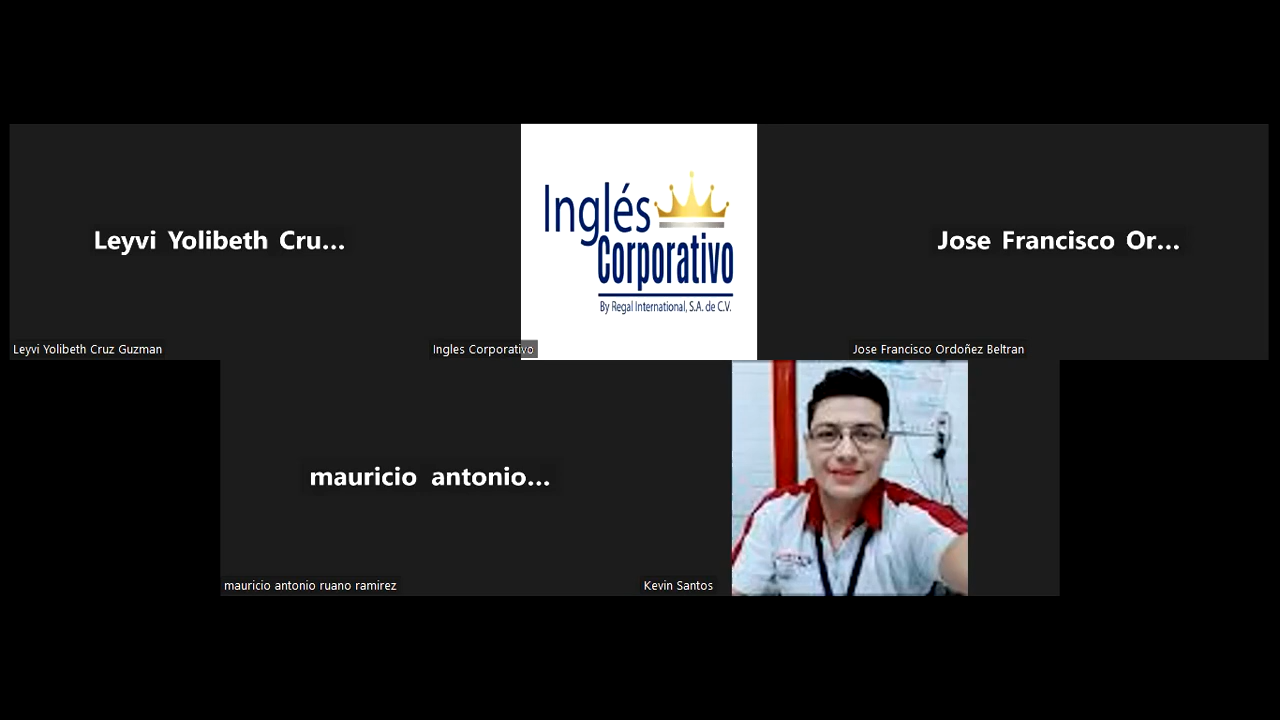 Leyvi Yolibeth Cru...
Leyvi Yolibeth Cruz Guzman
Inglés
Corporativo
By Regal International, S.A. de C.V.
Ingles Corporativo
Jose Francisco Or...
Jose Francisco Ordoñez Beltran
mauricio antonio...
mauricio antonio ruano ramirez
Kevin Santos